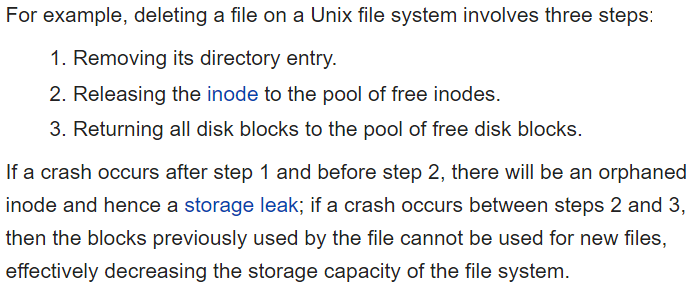 For example, deleting a file on a Unix file system involves three steps:
1. Removing its directory entry.
2. Releasing the inode to the pool of free inodes.
3. Returning all disk blocks to the pool of free disk blocks.
If a crash occurs after step 1 and before step 2, there will be an orphaned
inode and hence a storage leak; if a crash occurs between steps 2 and 3,
then the blocks previously used by the file cannot be used for new files,
effectively decreasing the storage capacity of the file system.